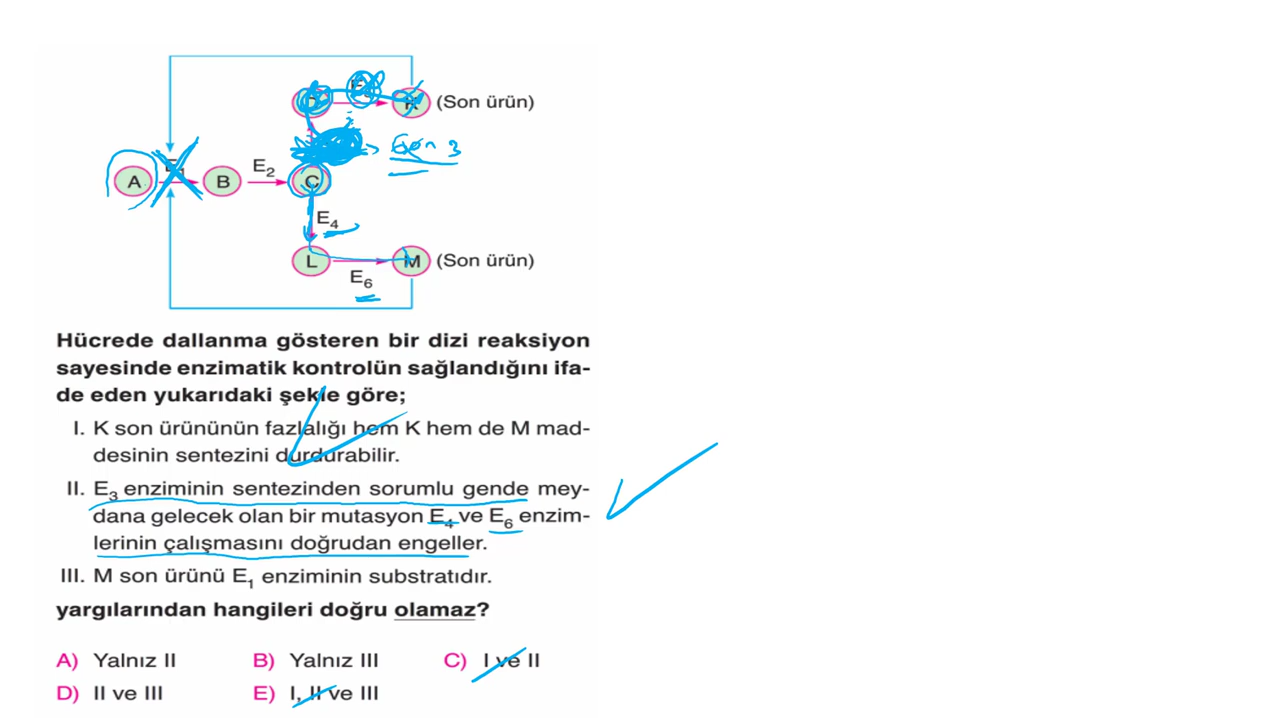 K (Son ürün)
Gen 3
A E1 B E2 C
E4
L M (Son ürün)
E6
Hücrede dallanma gösteren bir dizi reaksiyon
sayesinde enzimatik kontrolün sağlandığını ifa-
de eden yukarıdaki şekle göre;
I. K son ürününün fazlalığı hem K hem de M mad-
desinin sentezini durdurabilir.
II. E3 enziminin sentezinden sorumlu gende mey-
dana gelecek olan bir mutasyon E4 ve E6 enzim-
lerinin çalışmasını doğrudan engeller.
III. M son ürünü E1 enziminin substratıdır.
yargılarından hangileri doğru olamaz?
A) Yalnız II B) Yalnız III C) I ve II
D) II ve III E) I, II ve III